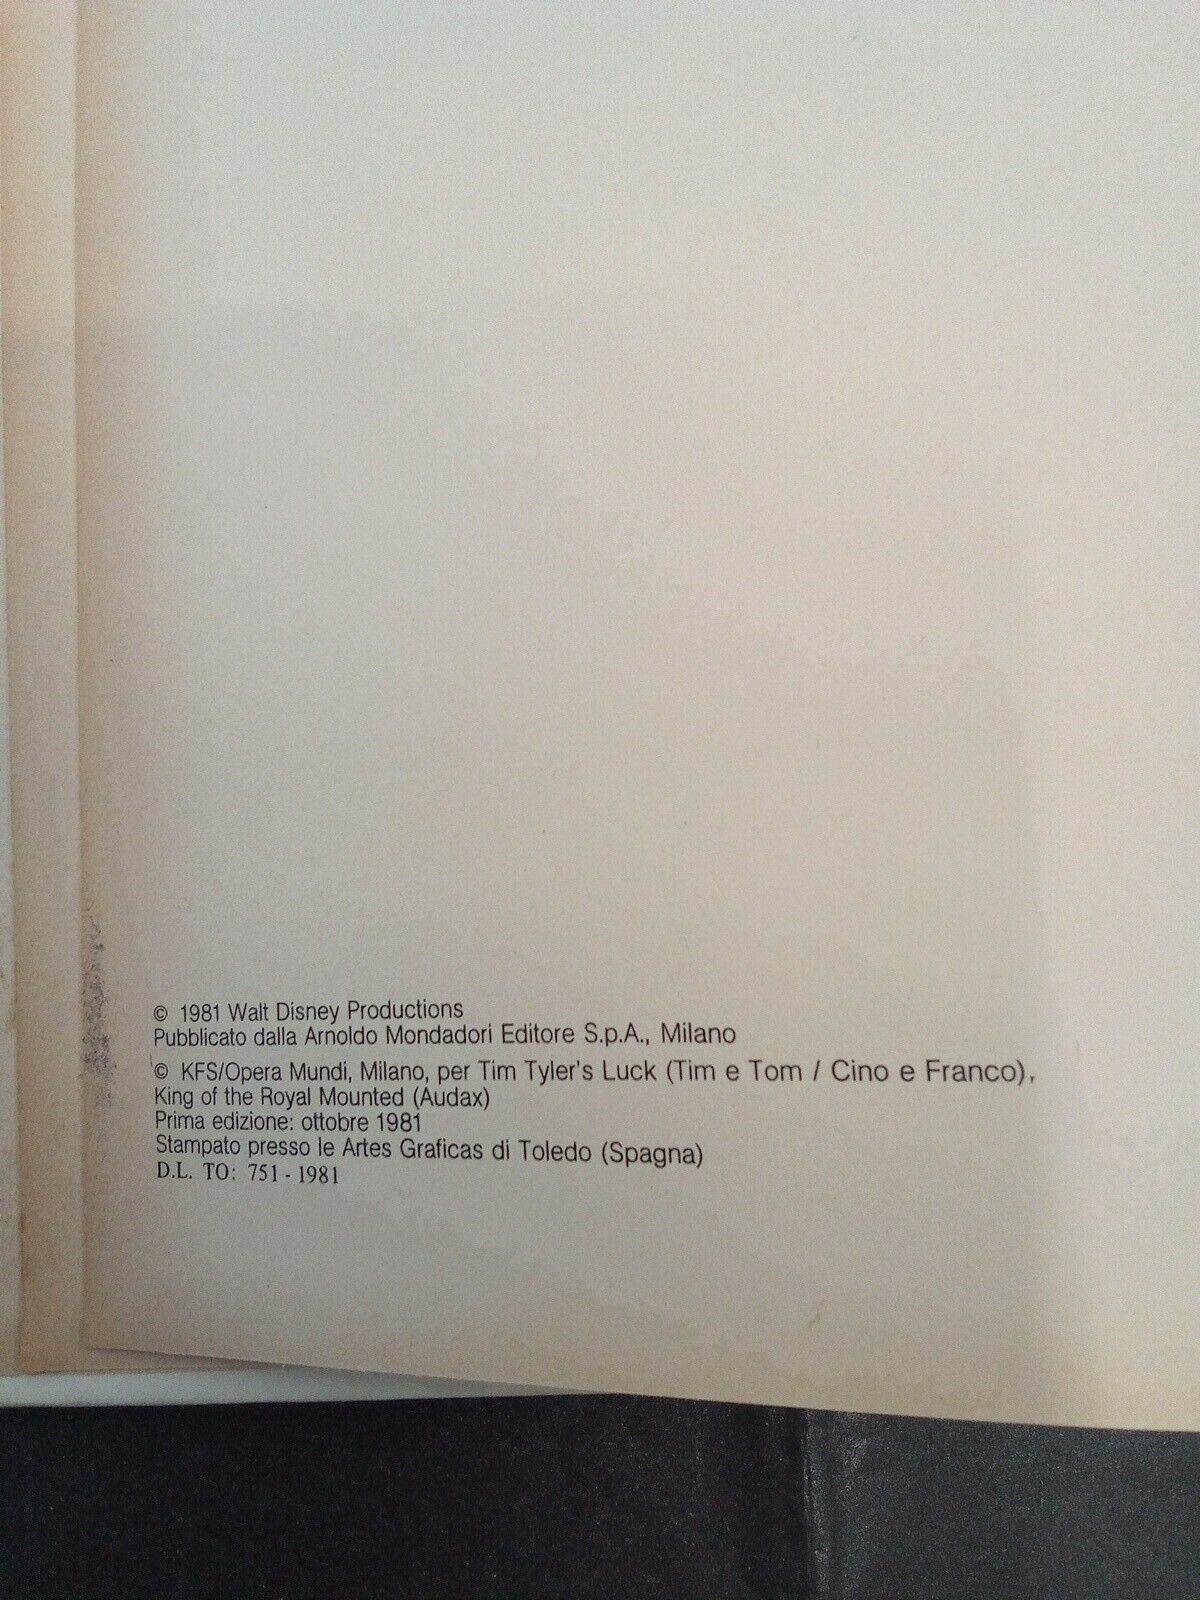 © 1981 Walt Disney Productions
Pubblicato dalla Arnoldo Mondadori Editore S.p.A., Milano
© KFS/Opera Mundi, Milano, per Tim Tyler's Luck (Tim e Tom / Cino e Franco),
King of the Royal Mounted (Audax)
Prima edizione: ottobre 1981
Stampato presso le Artes Graficas di Toledo (Spagna)
D.L. TO: 751 - 1981